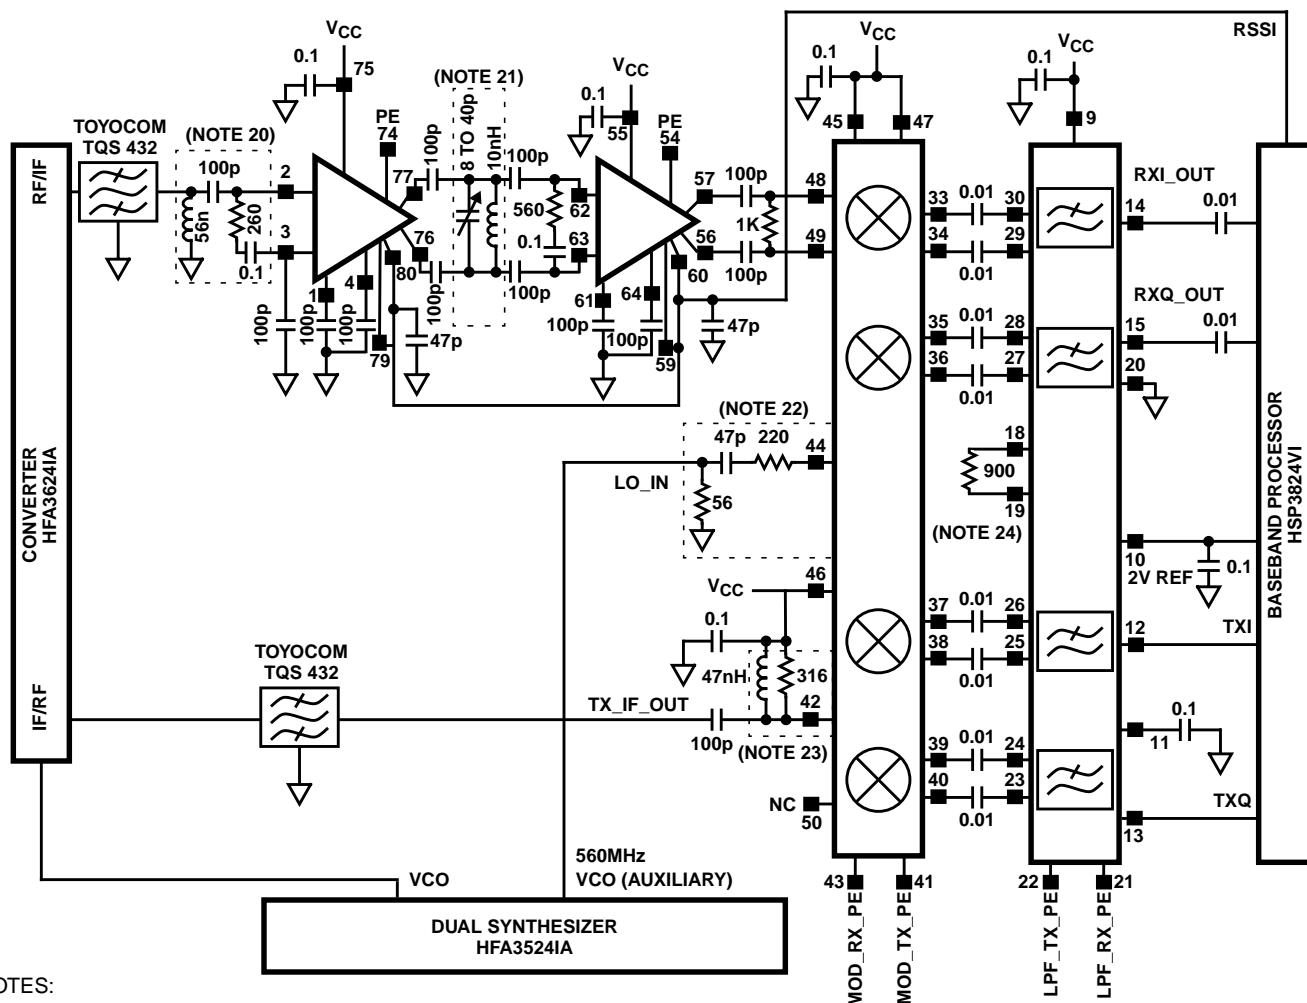 VCC
0.1
75
(NOTE 21)
VCC
0.1
55
PE
74
PE
54
VCC
0.1
45
47
VCC
0.1
9
RSSI
TOYOCOM
TQS 432
(NOTE 20)
100p
2
3
56n
260
0.1
77
76
80
100p
8 TO 40p
10nH
100p
560
0.1
62
63
57
56
60
100p
1K
100p
48
49
33
0.01
30
34
29
0.01
14
RXI_OUT
0.01
RF/IF
1
4
100p
100p
100p
79
47p
100p
100p
61
64
100p
100p
59
47p
35
0.01
28
36
27
0.01
RXQ_OUT
15
0.01
20
(NOTE 22)
47p
220
44
LO_IN
56
18
900
19
(NOTE 24)
CONVERTER
HFA3624IA
BASEBAND PROCESSOR
HSP3824VI
10
2V REF
0.1
VCC
46
0.1
47nH
316
42
37
0.01
26
38
25
0.01
12
TXI
TOYOCOM
TQS 432
IF/RF
TX_IF_OUT
100p
(NOTE 23)
39
0.01
24
40
23
0.01
11
0.1
TXQ
13
NC
50
VCO
560MHz
VCO (AUXILIARY)
43
41
22
21
MOD_RX_PE
MOD_TX_PE
LPF_TX_PE
LPF_RX_PE
DUAL SYNTHESIZER
HFA3524IA
OTES: